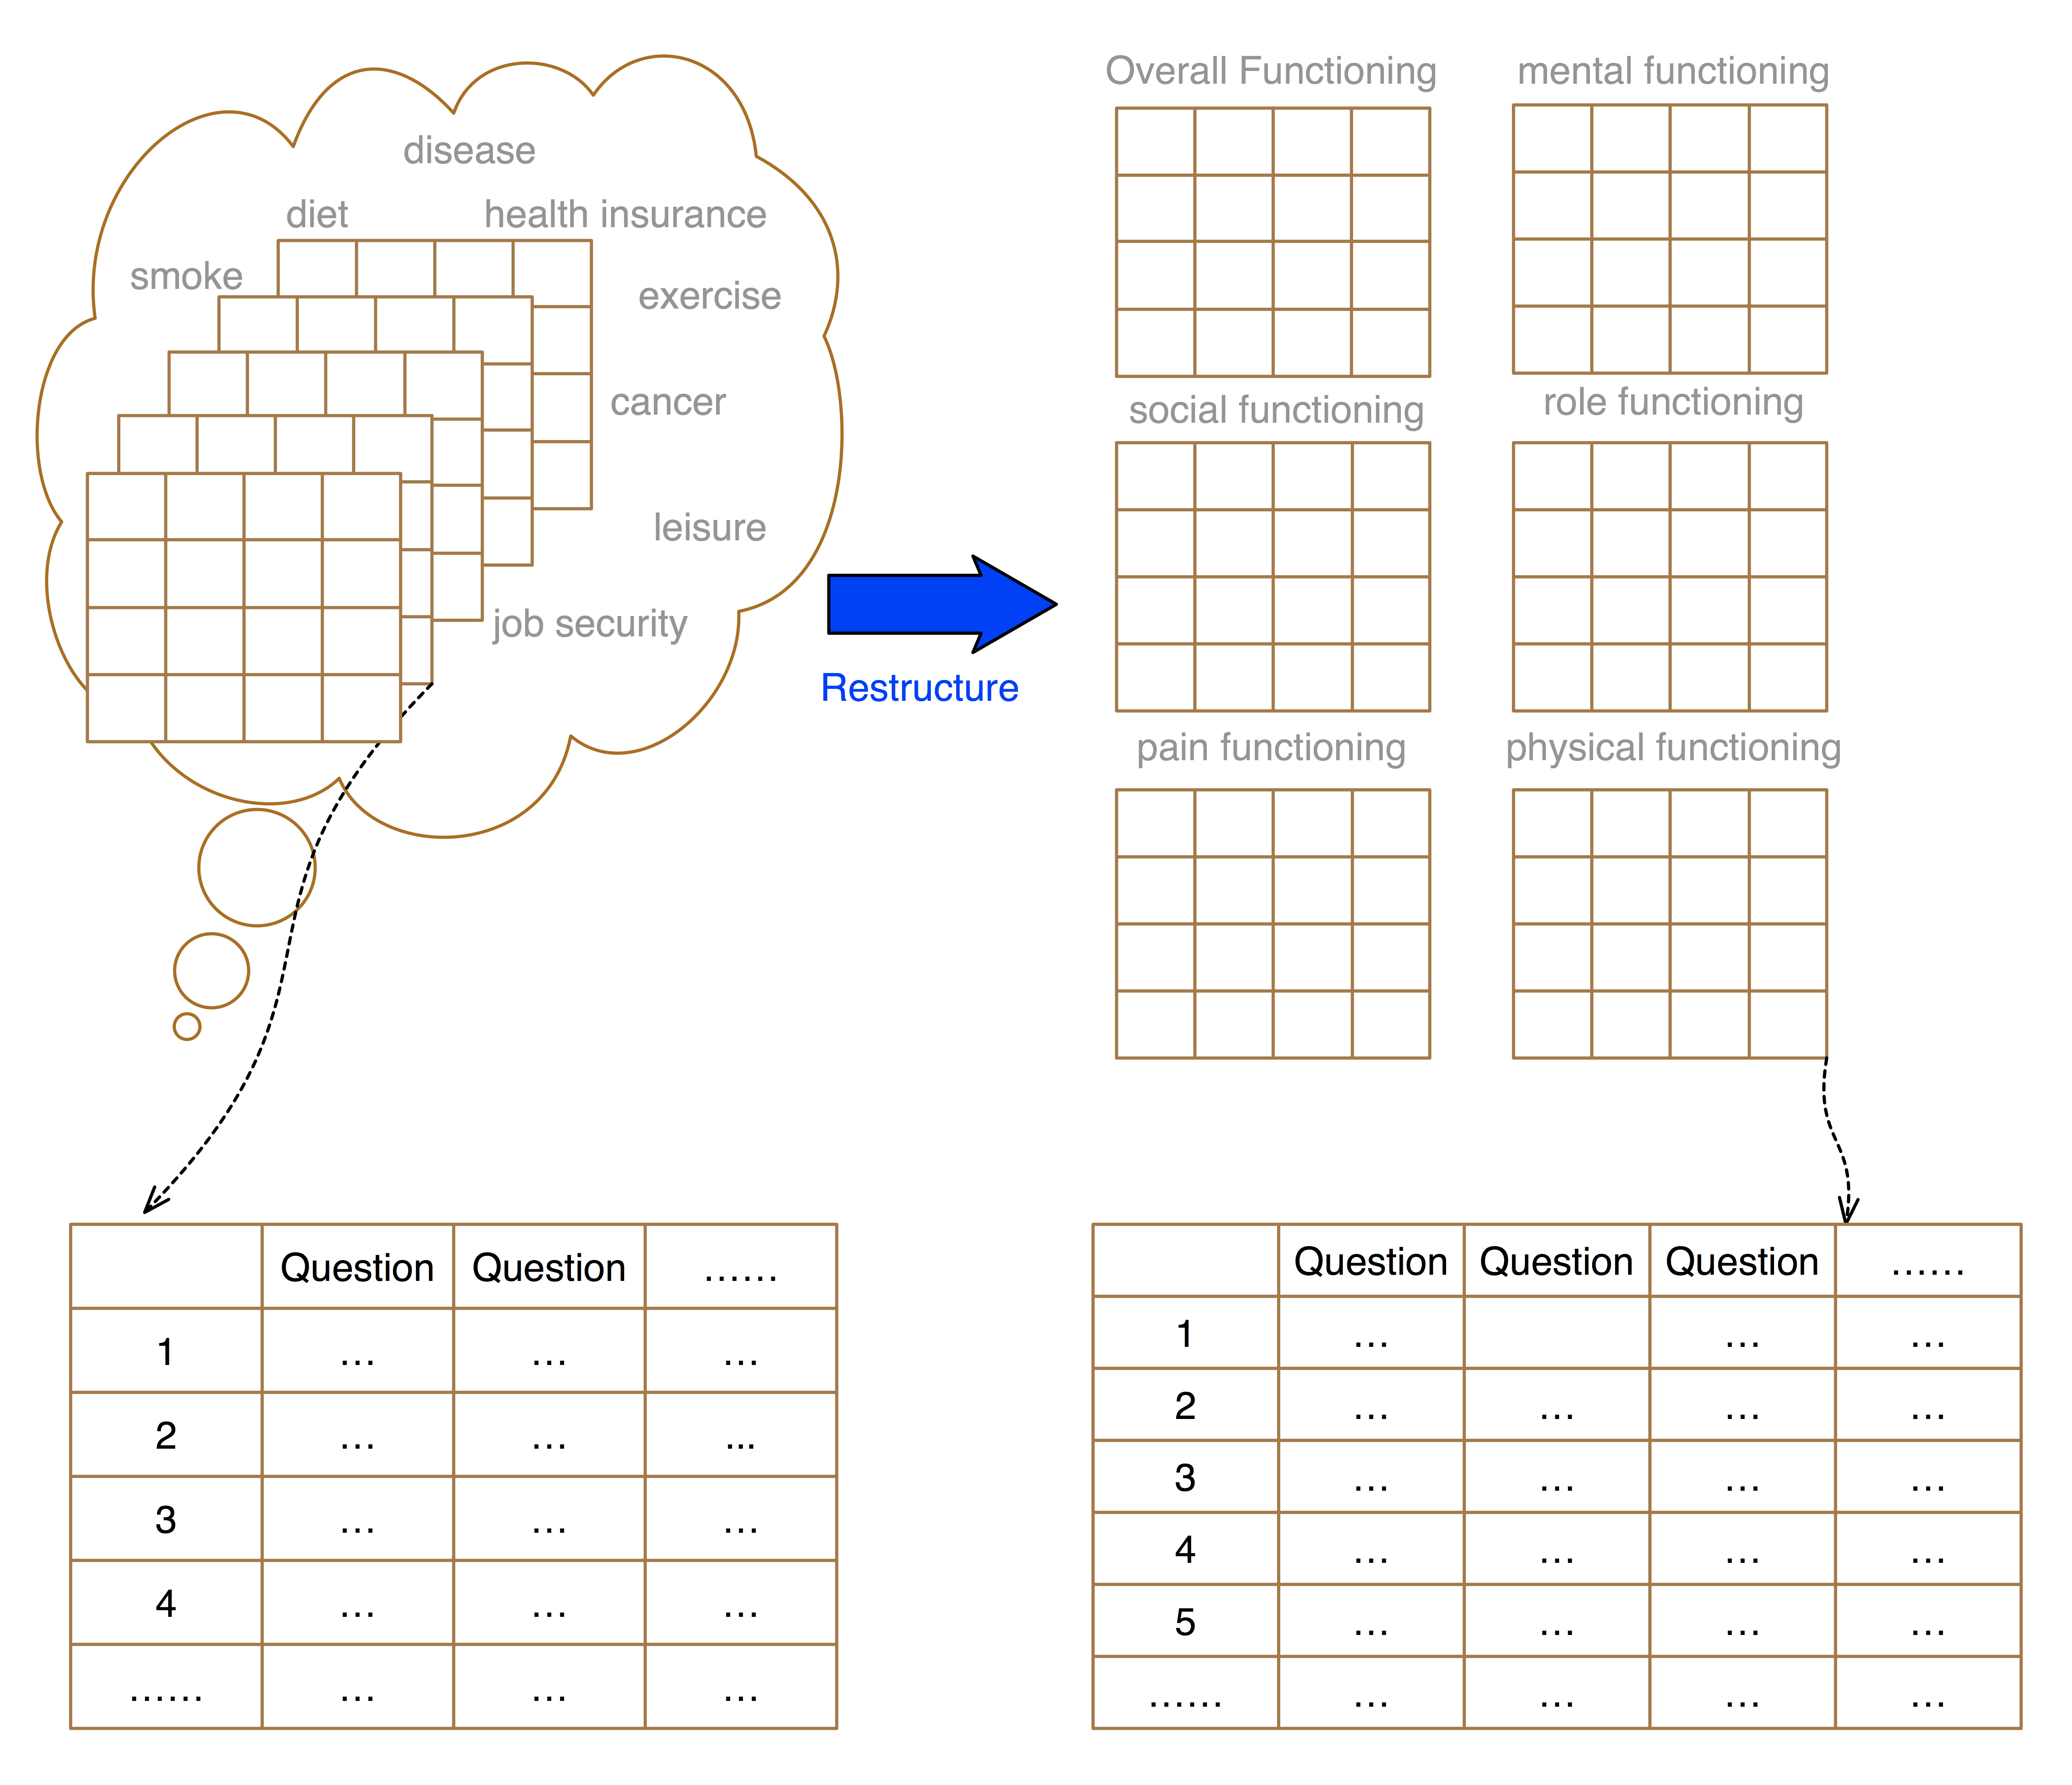 disease
diet
health insurance
smoke
exercise
cancer
leisure
job security
Restructure
Overall Functioning
mental functioning
social functioning
role functioning
pain functioning
physical functioning
Question Question ......
1 ... ... ...
2 ... ... ...
3 ... ... ...
4 ... ... ...
...... ... ... ...
Question Question Question ......
1 ... ... ...
2 ... ... ... ...
3 ... ... ... ...
4 ... ... ... ...
5 ... ... ... ...
...... ... ... ... ...